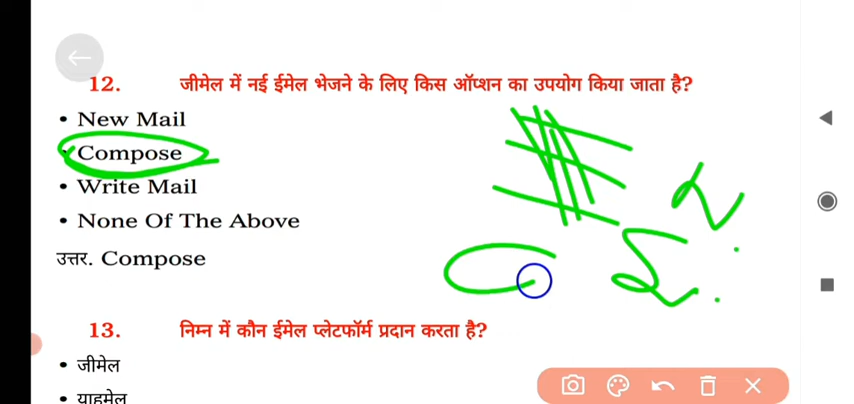 12. जीमेल में नई ईमेल भेजने के लिए किस ऑप्शन का उपयोग किया जाता है?
• New Mail
• Compose
• Write Mail
• None Of The Above
उत्तर. Compose
13. निम्न में कौन ईमेल प्लेटफॉर्म प्रदान करता है?
• जीमेल
• याहूमेल